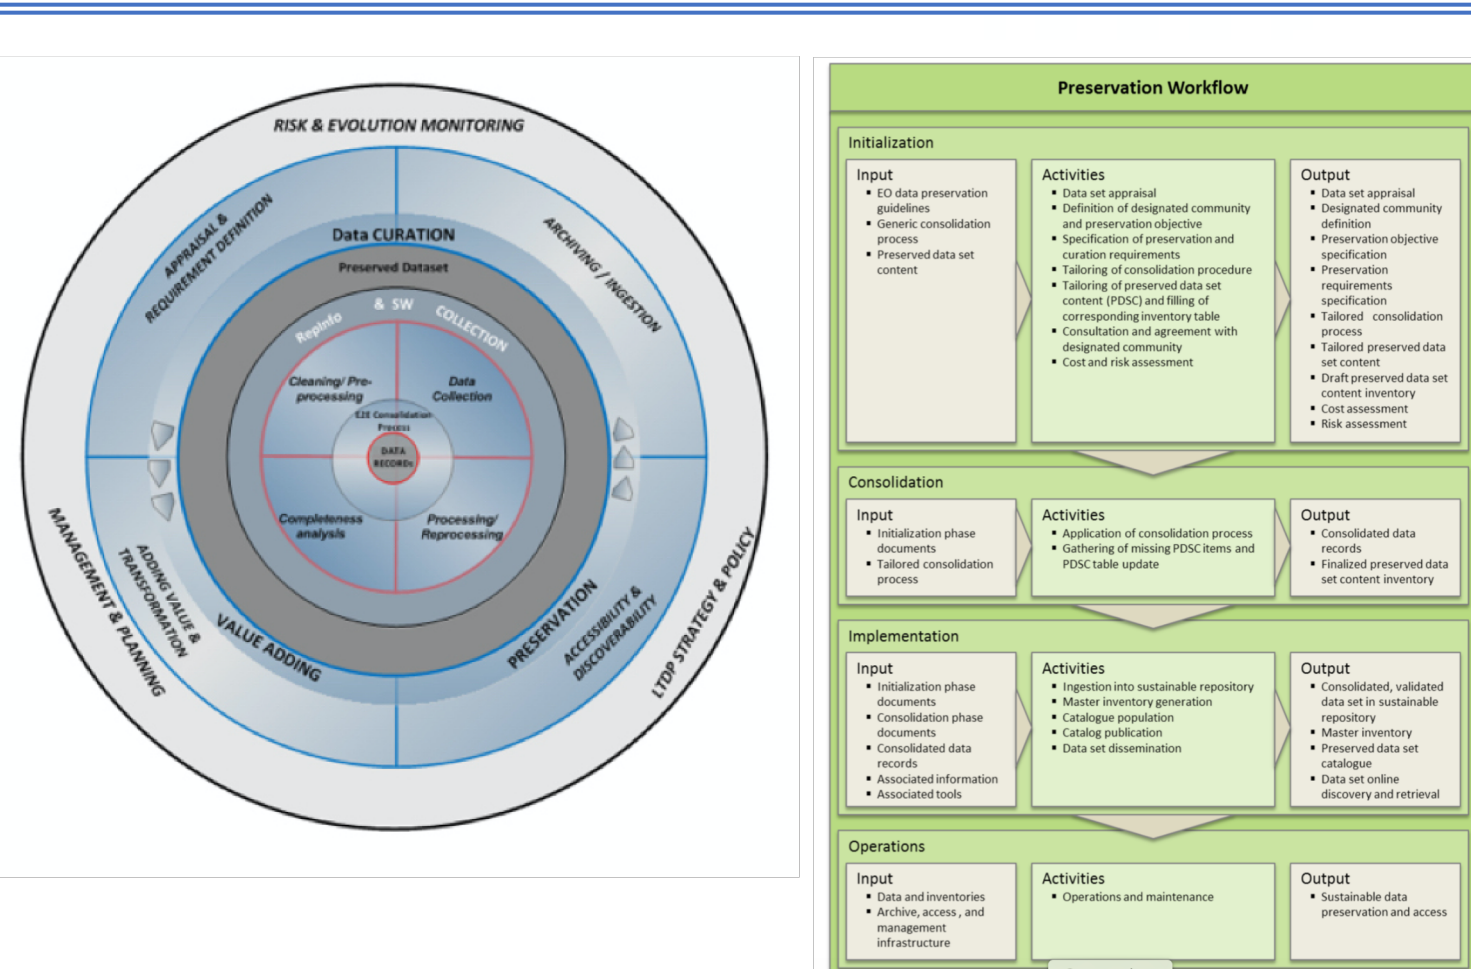 RISK & EVOLUTION MONITORING
APPRAISAL &
REQUIREMENT DEFINITION
ARCHIVING / INGESTION
Data CURATION
Preserved Dataset
RepInfo & SW COLLECTION
Cleaning/ Pre-
processing
Data
Collection
E2E Consolidation
Process
DATA
RECORDs
Completeness
analysis
Processing/
Reprocessing
MANAGEMENT & PLANNING
ADDING VALUE &
TRANSFORMATION
VALUE ADDING
PRESERVATION
ACCESSIBILITY &
DISCOVERABILITY
LTDP STRATEGY & POLICY
Preservation Workflow
Initialization
Input
▪ EO data preservation
guidelines
▪ Generic consolidation
process
▪ Preserved data set
content
Activities
▪ Data set appraisal
▪ Definition of designated community
and preservation objective
▪ Specification of preservation and
curation requirements
▪ Tailoring of consolidation procedure
▪ Tailoring of preserved data set
content (PDSC) and filling of
corresponding inventory table
▪ Consultation and agreement with
designated community
▪ Cost and risk assessment
Output
▪ Data set appraisal
▪ Designated community
definition
▪ Preservation objective
specification
▪ Preservation
requirements
specification
▪ Tailored consolidation
process
▪ Tailored preserved data
set content
▪ Draft preserved data set
content inventory
▪ Cost assessment
▪ Risk assessment
Consolidation
Input
▪ Initialization phase
documents
▪ Tailored consolidation
process
Activities
▪ Application of consolidation process
▪ Gathering of missing PDSC items and
PDSC table update
Output
▪ Consolidated data
records
▪ Finalized preserved data
set content inventory
Implementation
Input
▪ Initialization phase
documents
▪ Consolidation phase
documents
▪ Consolidated data
records
▪ Associated information
▪ Associated tools
Activities
▪ Ingestion into sustainable repository
▪ Master inventory generation
▪ Catalogue population
▪ Catalog publication
▪ Data set dissemination
Output
▪ Consolidated, validated
data set in sustainable
repository
▪ Master inventory
▪ Preserved data set
catalogue
▪ Data set online
discovery and retrieval
Operations
Input
▪ Data and inventories
▪ Archive, access , and
management
infrastructure
Activities
▪ Operations and maintenance
Output
▪ Sustainable data
preservation and access